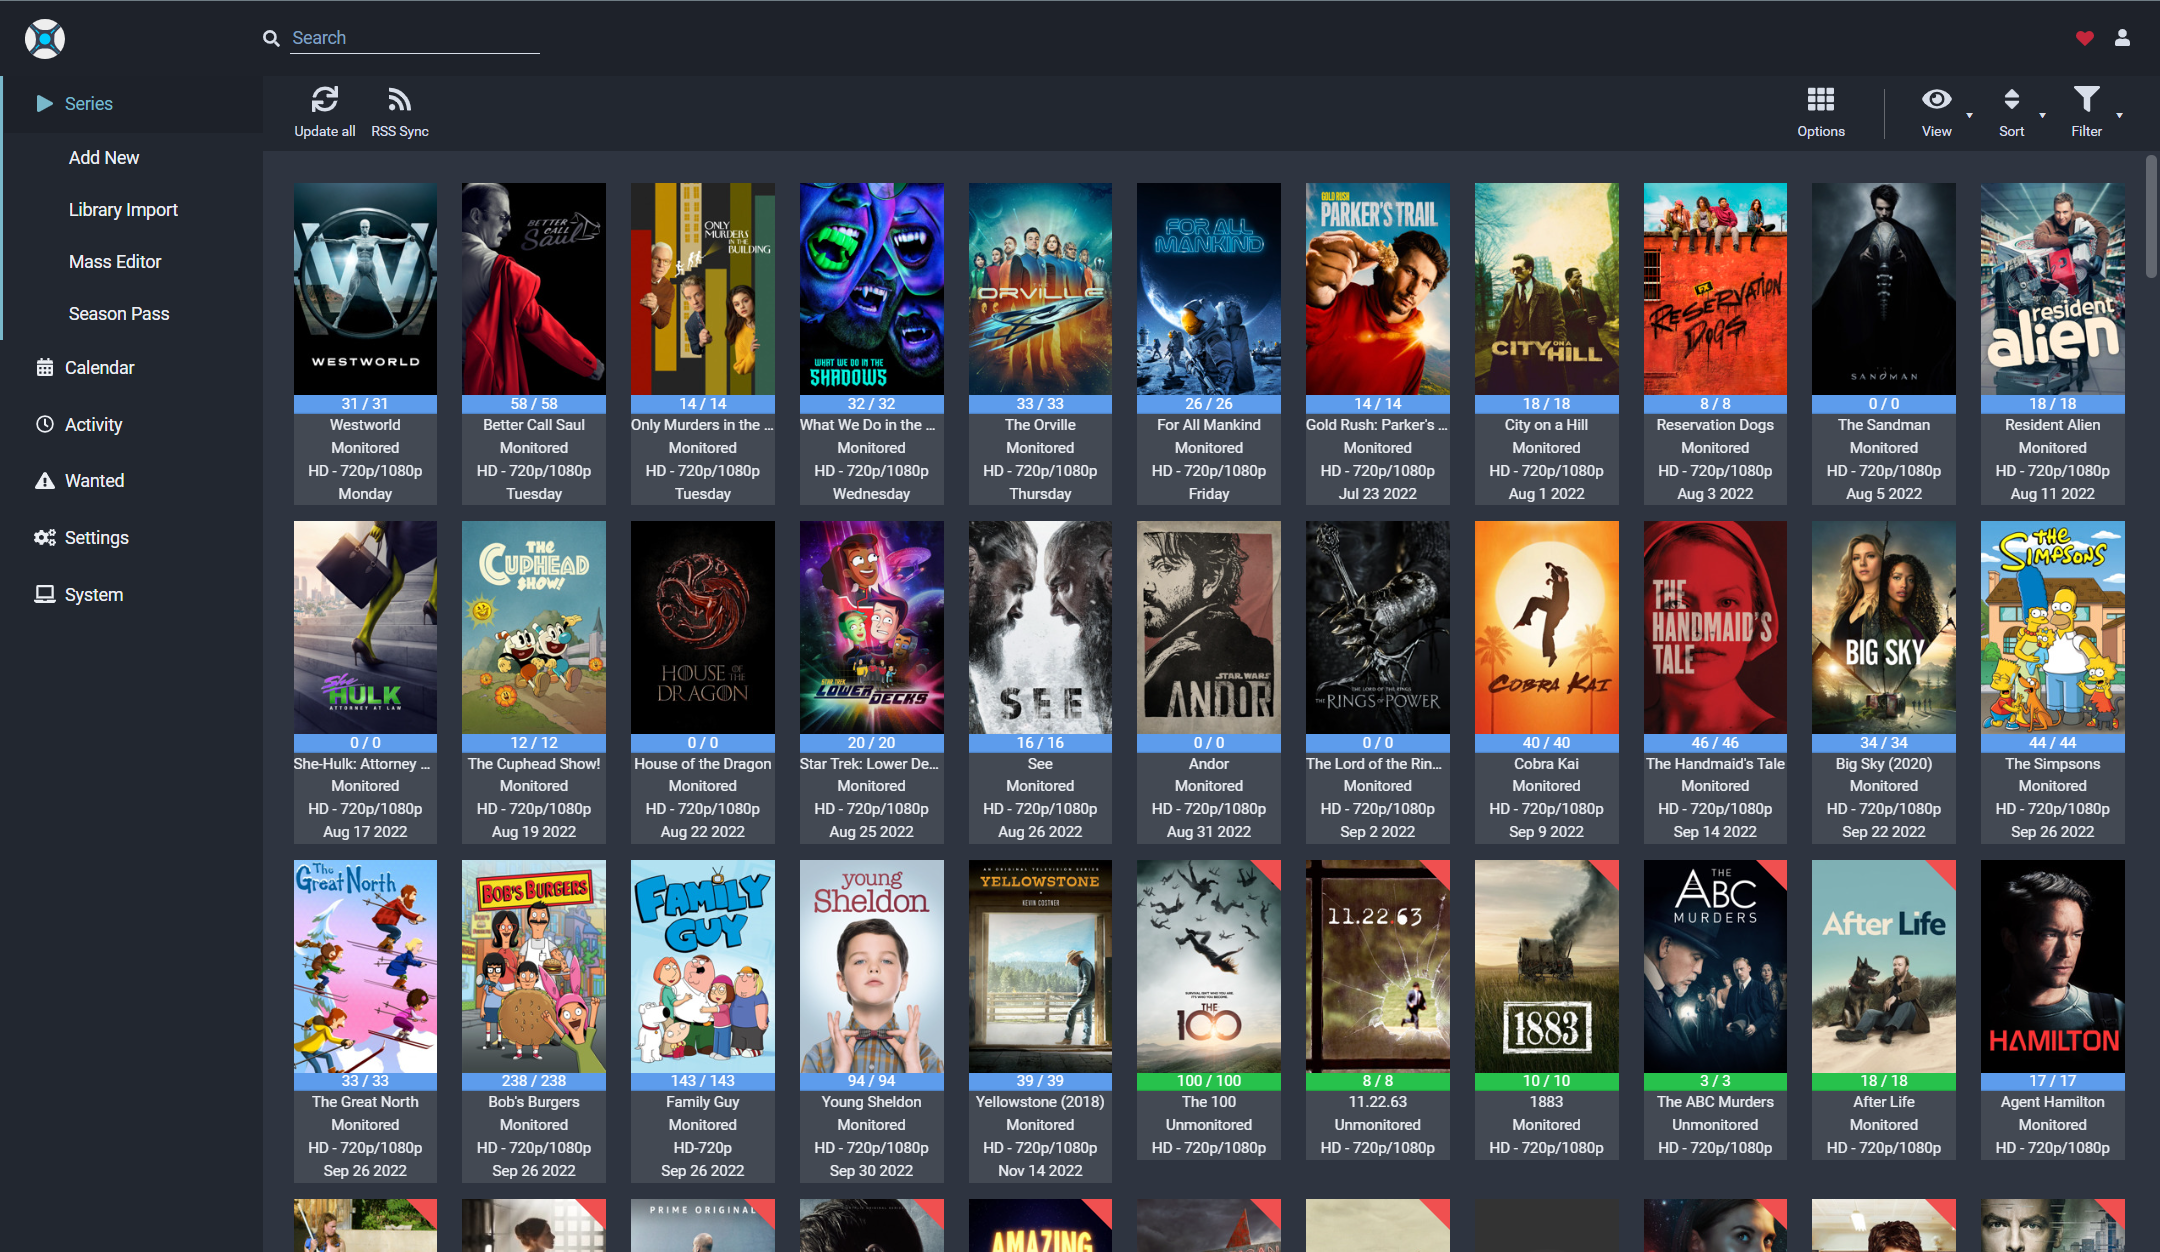 Search
Series
Add New
Library Import
Mass Editor
Season Pass
Calendar
Activity
Wanted
Settings
System
Update all
RSS Sync
Options
View
Sort
Filter
WESTWORLD
31 / 31
Westworld
Monitored
HD - 720p/1080p
Monday
BETTER
CALL
Saul
58 / 58
Better Call Saul
Monitored
HD - 720p/1080p
Tuesday
ONLY
MURDERS
IN THE
BUILDING
14 / 14
Only Murders in the ...
Monitored
HD - 720p/1080p
Tuesday
WHAT WE DO IN THE
SHADOWS
32 / 32
What We Do in the ...
Monitored
HD - 720p/1080p
Wednesday
ORVILLE
33 / 33
The Orville
Monitored
HD - 720p/1080p
Thursday
FOR ALL
MANKIND
26 / 26
For All Mankind
Monitored
HD - 720p/1080p
Friday
GOLD RUSH
PARKER'S TRAIL
14 / 14
Gold Rush: Parker's ...
Monitored
HD - 720p/1080p
Jul 23 2022
CITY ON A HILL
18 / 18
City on a Hill
Monitored
HD - 720p/1080p
Aug 1 2022
FX
RESERVATION
DOGS
8 / 8
Reservation Dogs
Monitored
HD - 720p/1080p
Aug 3 2022
SANDMAN
0 / 0
The Sandman
Monitored
HD - 720p/1080p
Aug 5 2022
resident
alien
18 / 18
Resident Alien
Monitored
HD - 720p/1080p
Aug 11 2022
She
HULK
ATTORNEY AT LAW
0 / 0
She-Hulk: Attorney ...
Monitored
HD - 720p/1080p
Aug 17 2022
THE
CUPHEAD
SHOW!
12 / 12
The Cuphead Show!
Monitored
HD - 720p/1080p
Aug 19 2022
HOUSE OF THE
DRAGON
0 / 0
House of the Dragon
Monitored
HD - 720p/1080p
Aug 22 2022
STAR TREK
LOWER DECKS
20 / 20
Star Trek: Lower De...
Monitored
HD - 720p/1080p
Aug 25 2022
SEE
16 / 16
See
Monitored
HD - 720p/1080p
Aug 26 2022
STAR WARS
ANDOR
0 / 0
Andor
Monitored
HD - 720p/1080p
Aug 31 2022
THE LORD OF THE RINGS
THE RINGS OF POWER
0 / 0
The Lord of the Rin...
Monitored
HD - 720p/1080p
Sep 2 2022
COBRA KAI
40 / 40
Cobra Kai
Monitored
HD - 720p/1080p
Sep 9 2022
THE
HANDMAID'S
TALE
46 / 46
The Handmaid's Tale
Monitored
HD - 720p/1080p
Sep 14 2022
BIG SKY
34 / 34
Big Sky (2020)
Monitored
HD - 720p/1080p
Sep 22 2022
THE
SIMPSONS
44 / 44
The Simpsons
Monitored
HD - 720p/1080p
Sep 26 2022
The
Great North
33 / 33
The Great North
Monitored
HD - 720p/1080p
Sep 26 2022
BOB'S BURGERS
238 / 238
Bob's Burgers
Monitored
HD - 720p/1080p
Sep 26 2022
FAMILY
GUY
143 / 143
Family Guy
Monitored
HD-720p
Sep 26 2022
young
Sheldon
94 / 94
Young Sheldon
Monitored
HD - 720p/1080p
Sep 30 2022
AN ORIGINAL TELEVISION SERIES
YELLOWSTONE
KEVIN COSTNER
39 / 39
Yellowstone (2018)
Monitored
HD - 720p/1080p
Nov 14 2022
SURVIVAL ISN'T WHO YOU ARE.
IT'S WHO YOU BECOME.
THE
100
100 / 100
The 100
Unmonitored
HD - 720p/1080p
11.22.63
8 / 8
11.22.63
Unmonitored
HD - 720p/1080p
1883
10 / 10
1883
Monitored
HD - 720p/1080p
THE
ABC
MURDERS
3 / 3
The ABC Murders
Unmonitored
HD - 720p/1080p
After Life
18 / 18
After Life
Monitored
HD - 720p/1080p
HAMILTON
17 / 17
Agent Hamilton
Monitored
HD - 720p/1080p
PRIME ORIGINAL
AMAZING